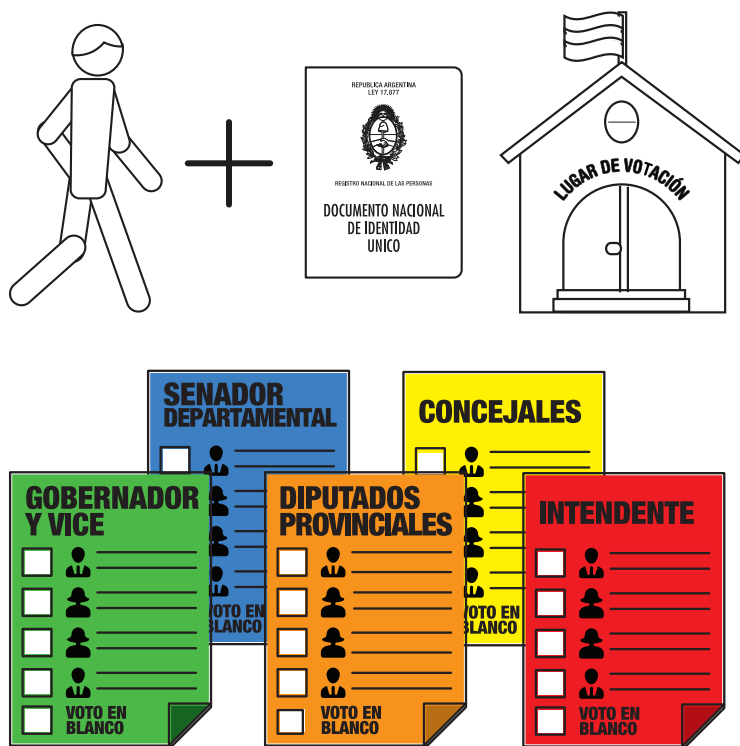 REPUBLICA ARGENTINA
LEY 17.877
REGISTRO NACIONAL DE LAS PERSONAS
DOCUMENTO NACIONAL
DE IDENTIDAD
UNICO
LUGAR DE VOTACIÓN
SENADOR
DEPARTAMENTAL
VOTO EN
BLANCO
CONCEJALES
VOTO EN
BLANCO
GOBERNADOR
Y VICE
VOTO EN
BLANCO
DIPUTADOS
PROVINCIALES
VOTO EN
BLANCO
INTENDENTE
VOTO EN
BLANCO